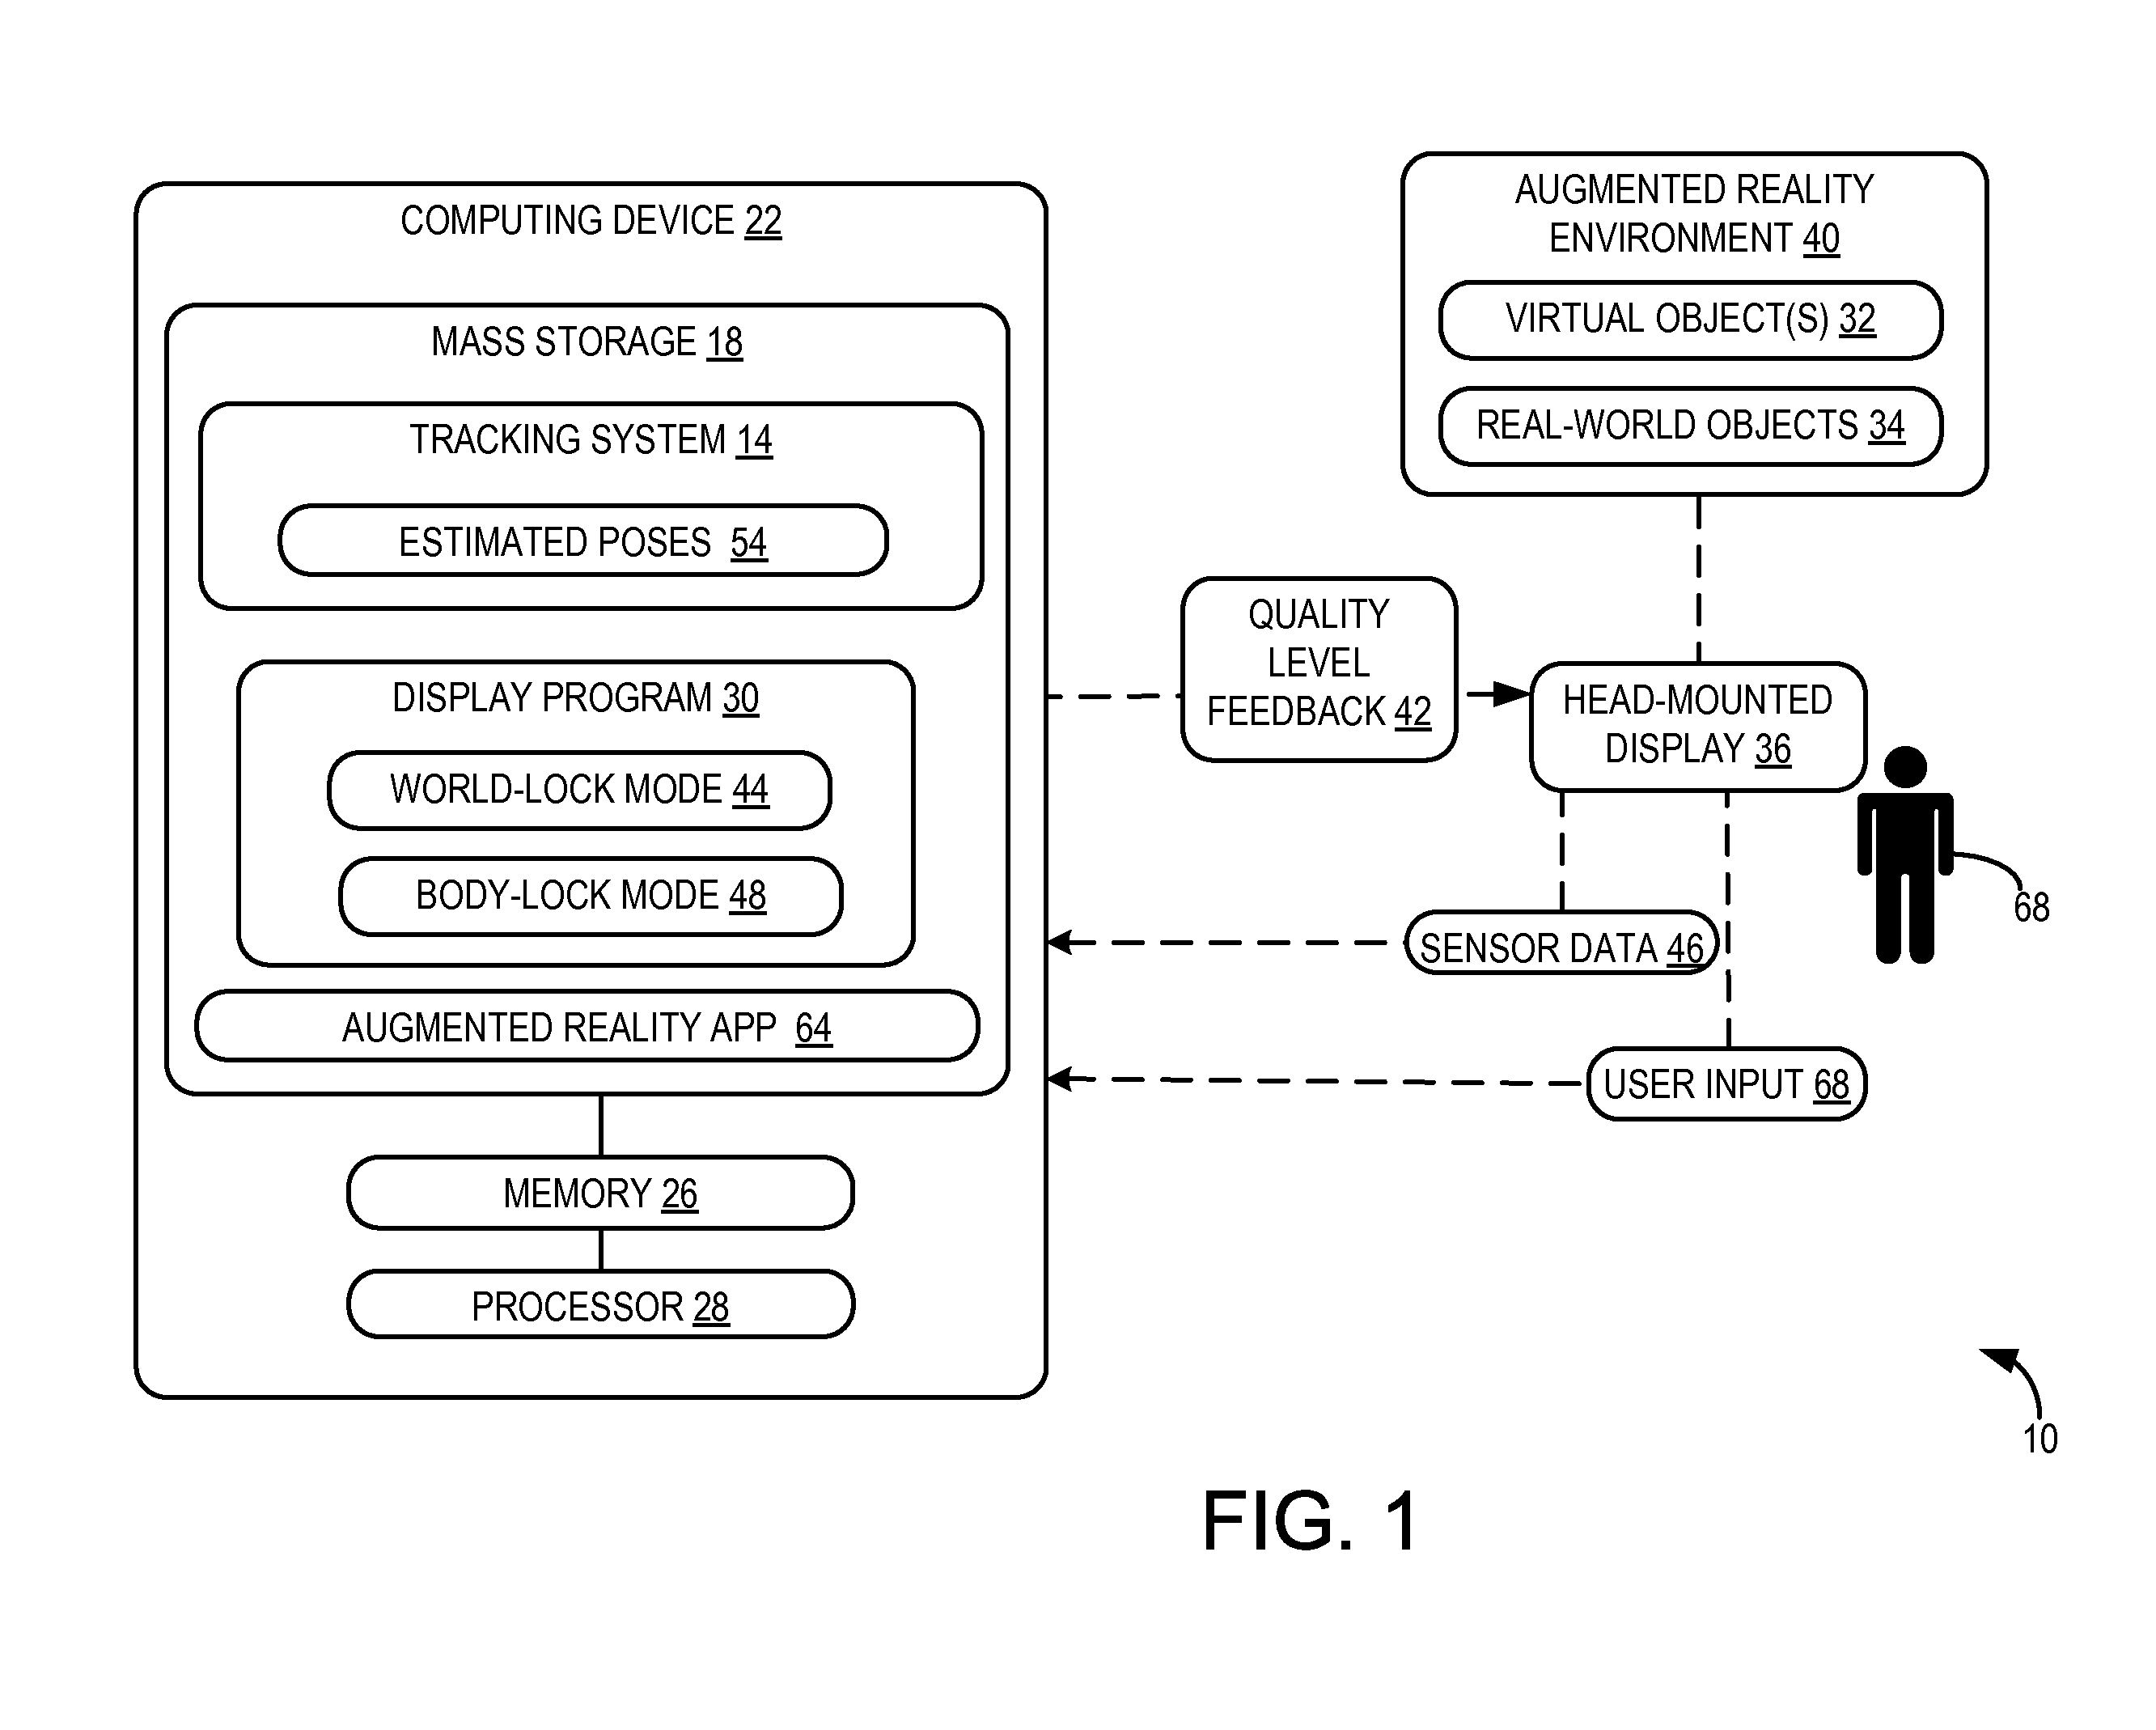 COMPUTING DEVICE 22
MASS STORAGE 18
TRACKING SYSTEM 14
ESTIMATED POSES 54
DISPLAY PROGRAM 30
WORLD-LOCK MODE 44
BODY-LOCK MODE 48
AUGMENTED REALITY APP 64
MEMORY 26
PROCESSOR 28
QUALITY
LEVEL
FEEDBACK 42
AUGMENTED REALITY
ENVIRONMENT 40
VIRTUAL OBJECT(S) 32
REAL-WORLD OBJECTS 34
HEAD-MOUNTED
DISPLAY 36
68
SENSOR DATA 46
USER INPUT 68
10
FIG. 1